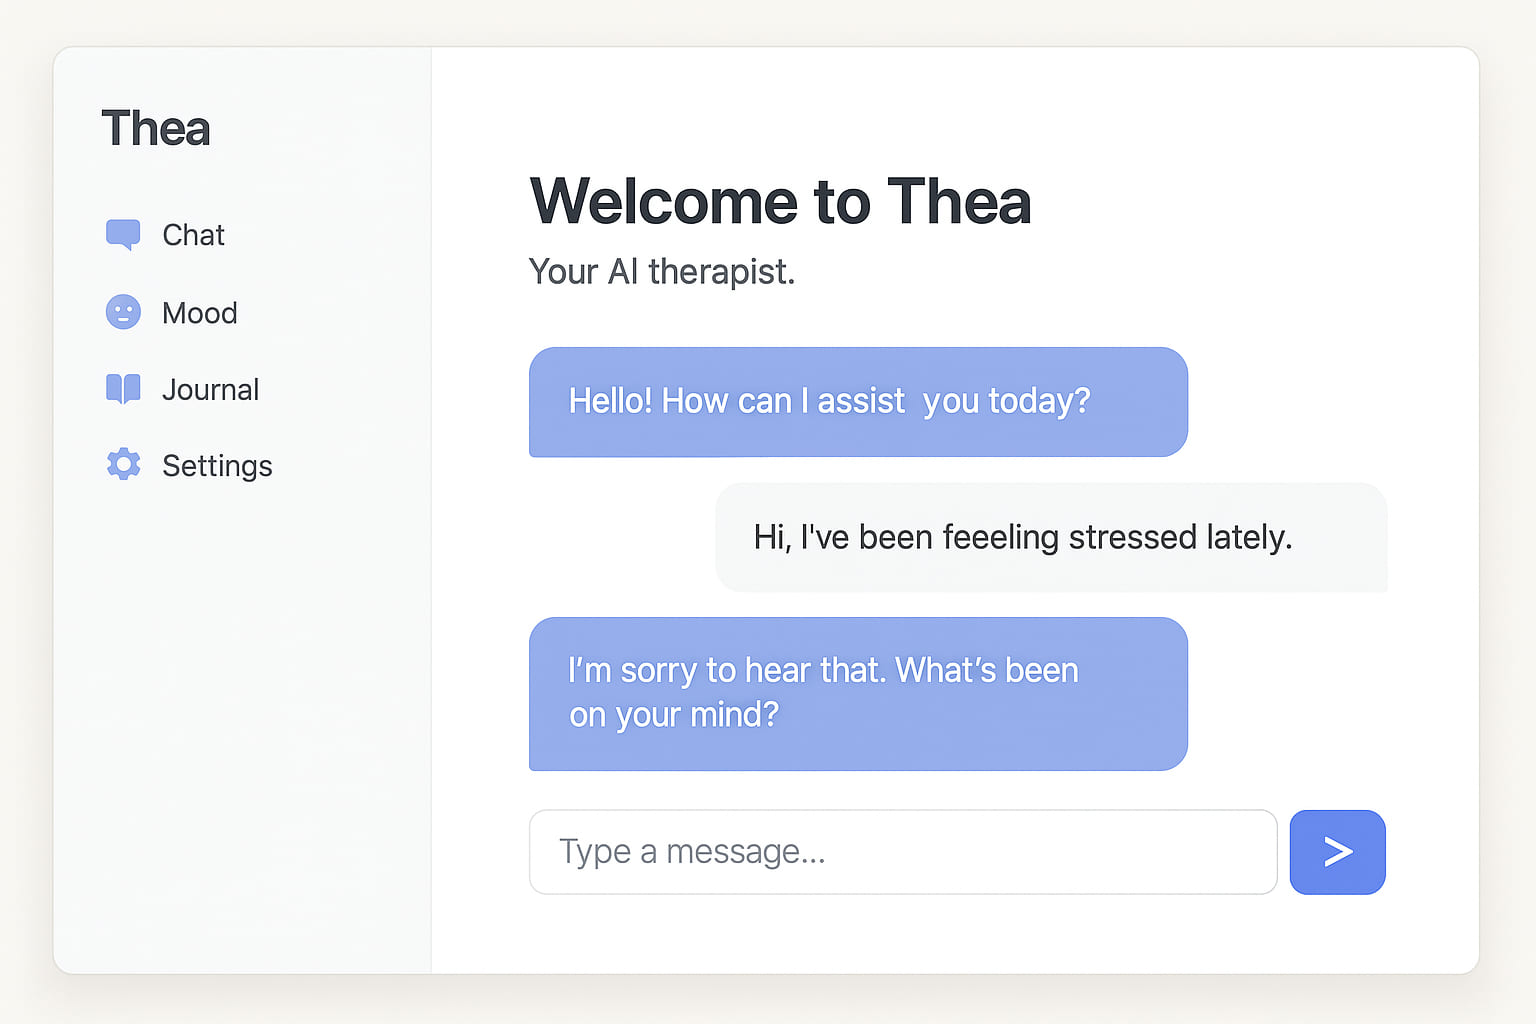 Thea
Chat
Mood
Journal
Settings
Welcome to Thea
Your AI therapist.
Hello! How can I assist  you today?
Hi, I've been feeeling stressed lately.
I’m sorry to hear that. What’s been
on your mind?
Type a message...
>